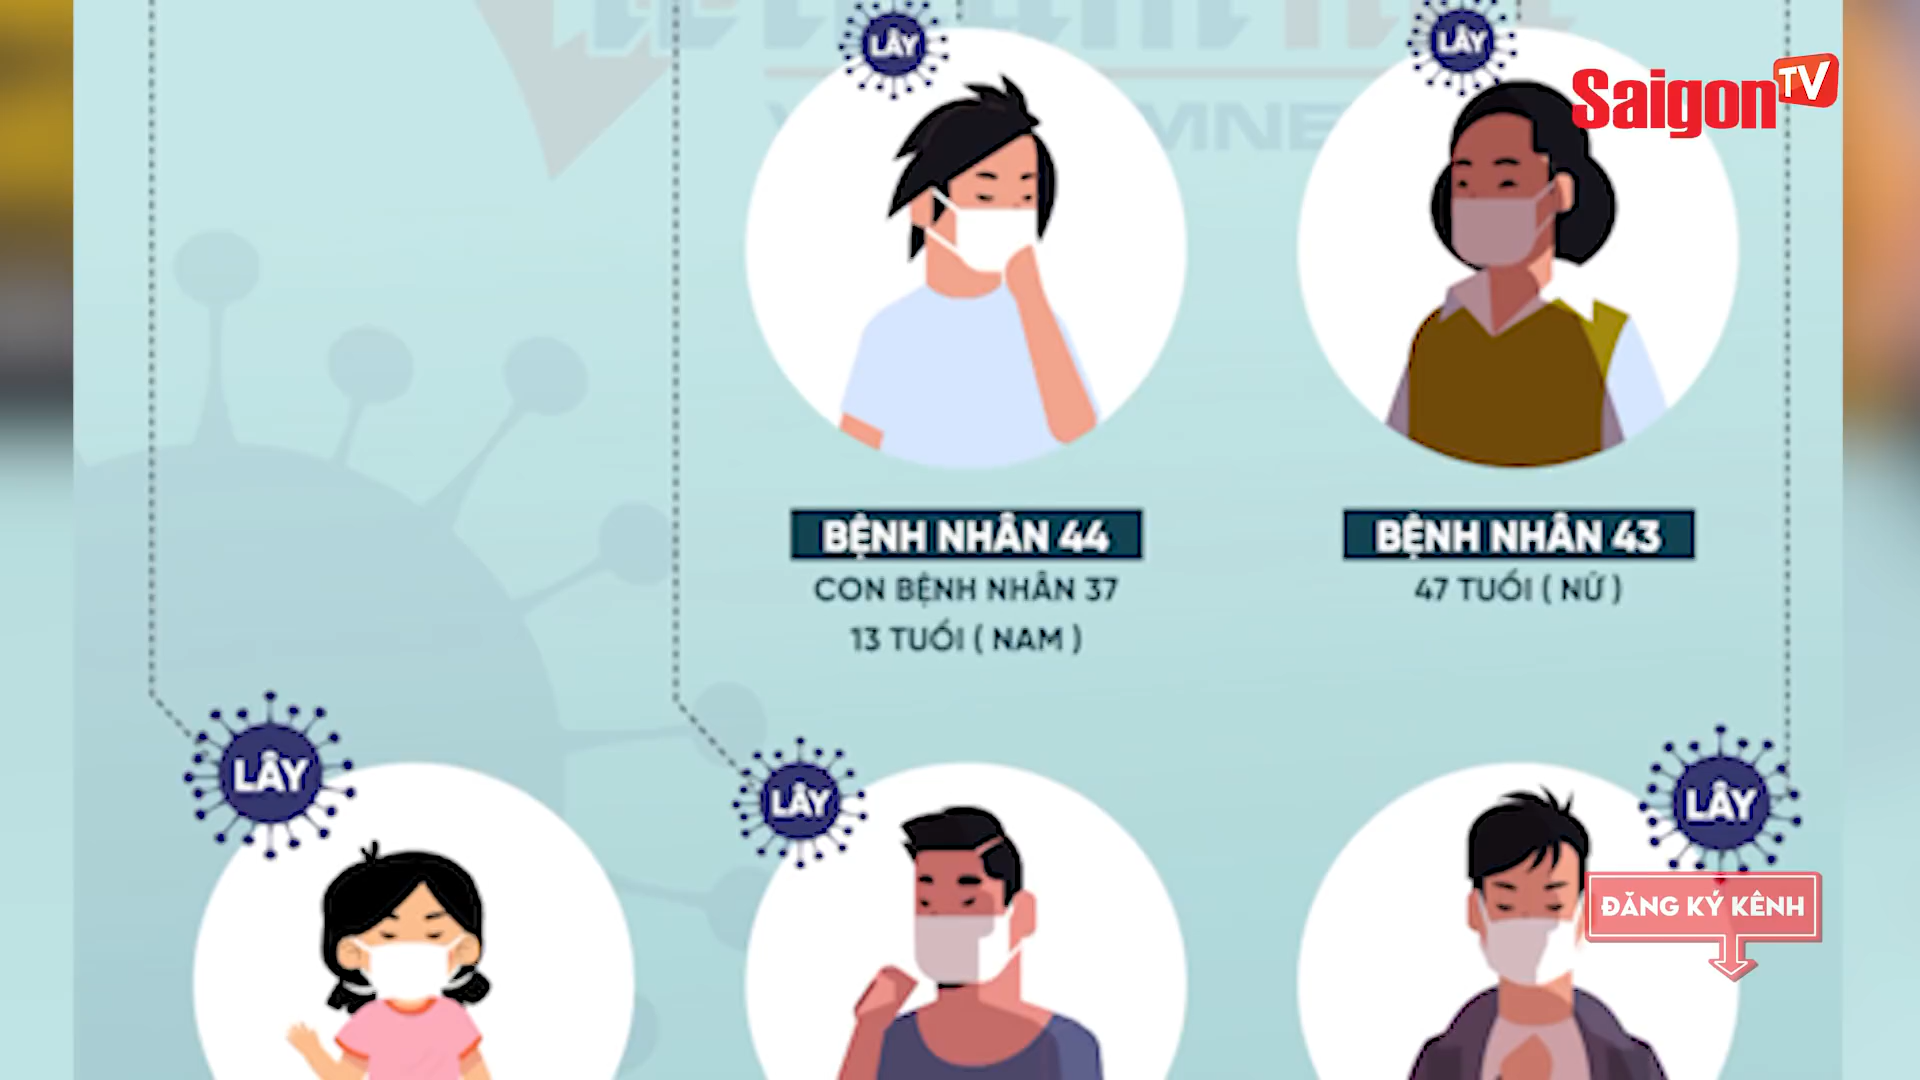 LÂY
LÂY
Saigon TV
BỆNH NHÂN 44
CON BỆNH NHÂN 37
13 TUỔI ( NAM )
BỆNH NHÂN 43
47 TUỔI ( NỮ )
LÂY
LÂY
LÂY
ĐĂNG KÝ KÊNH